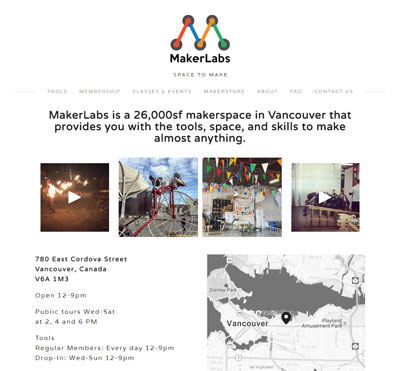 MakerLabs
SPACE TO MAKE
TOOLS MEMBERSHIP CLASSES & EVENTS MAKERSTORE ABOUT FAQ CONTACT US
MakerLabs is a 26,000sf makerspace in Vancouver that
provides you with the tools, space, and skills to make
almost anything.
780 East Cordova Street
Vancouver, Canada
V6A 1M3
Open 12-9pm
Public tours Wed-Sat
at 2, 4 and 6 PM
Tools
Regular Members: Every day 12-9pm
Drop-In: Wed-Sun 12-9pm
Stanley Park
Vancouver
Playland
Amusement Park
MT PLEASANT